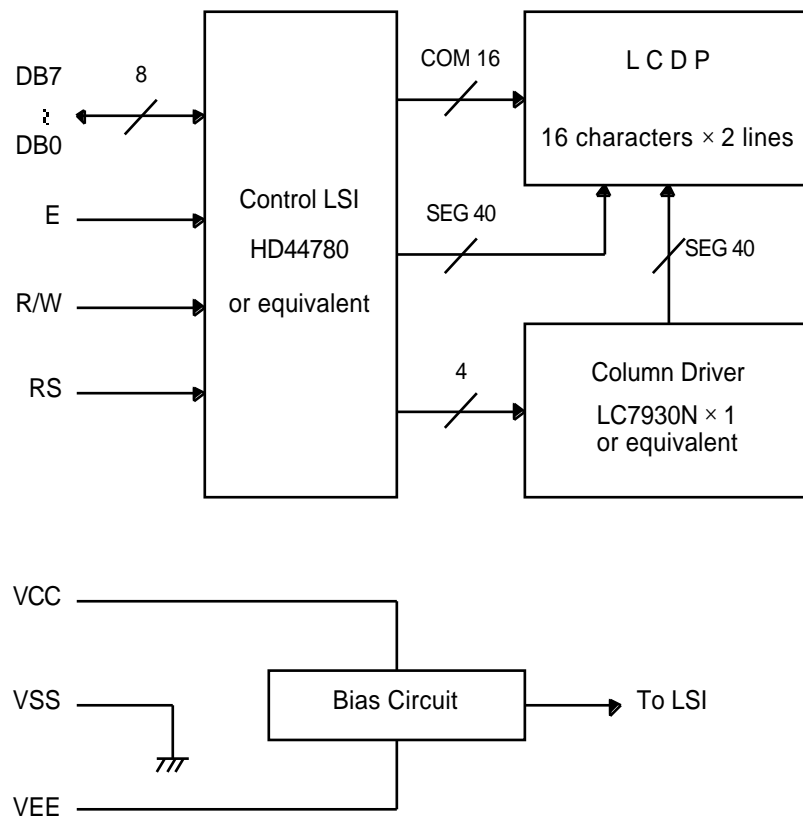 DB7
≀
DB0
8
E
R/W
RS
Control LSI
HD44780
or equivalent
COM 16
SEG 40
4
L C D P
16 characters × 2 lines
SEG 40
Column Driver
LC7930N × 1
or equivalent
VCC
VSS
VEE
Bias Circuit
To LSI